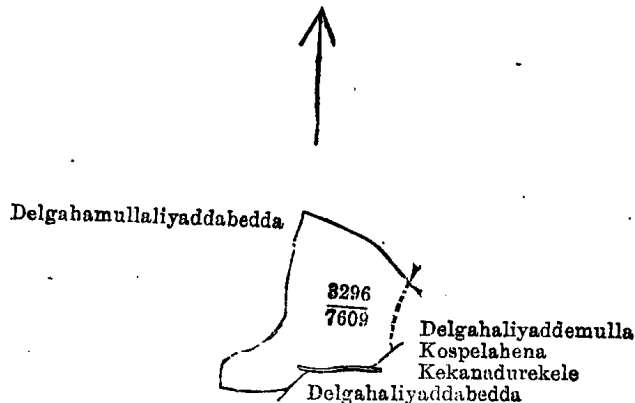 Delgahamullaliyaddabedda
3296
7609
Delgahaliyaddemulla
Kospelahena
Kekanadurekele
Delgahaliyaddabedda